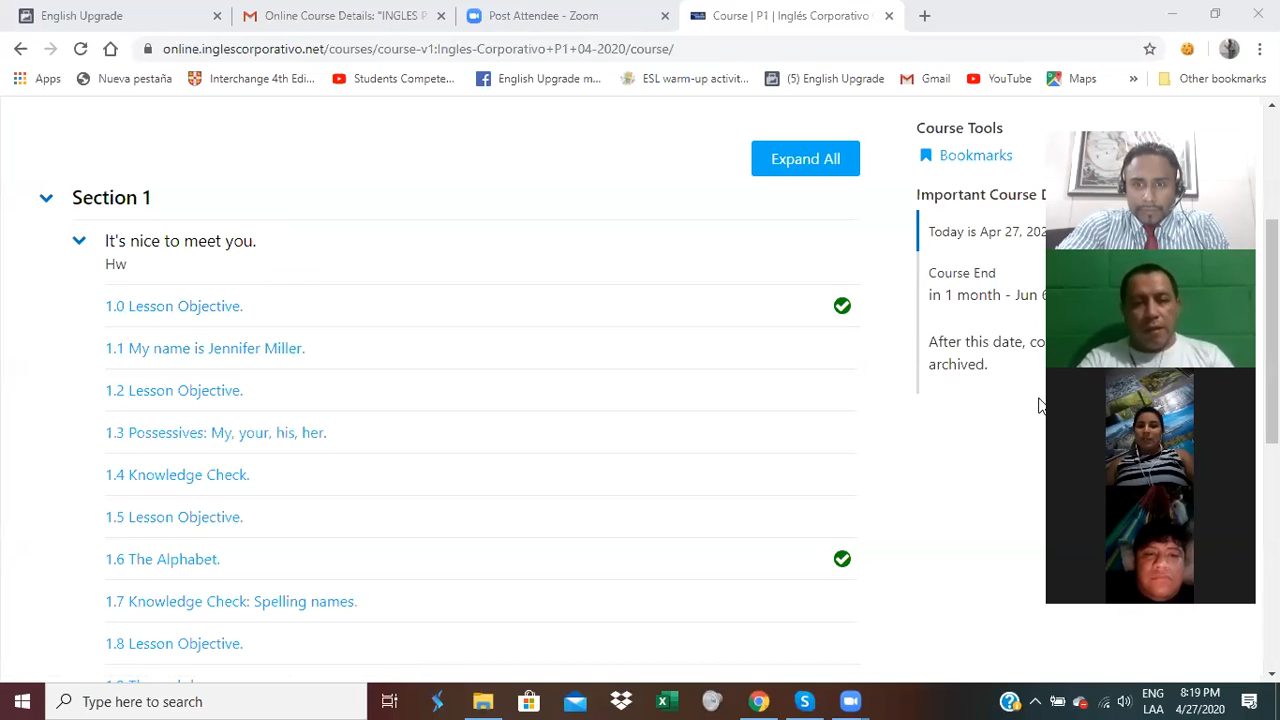 English Upgrade
Online Course Details: "INGLES P
Post Attendee - Zoom
Course | P1 | Inglés Corporativo
online.inglescorporativo.net/courses/course-v1:Ingles-Corporativo+P1+04-2020/course/
Apps
Nueva pestaña
Interchange 4th Edi...
Students Compete...
English Upgrade m...
ESL warm-up activit...
(5) English Upgrade
Gmail
YouTube
Maps
»
Other bookmarks
Expand All
Section 1
It's nice to meet you.
Hw
1.0 Lesson Objective.
1.1 My name is Jennifer Miller.
1.2 Lesson Objective.
1.3 Possessives: My, your, his, her.
1.4 Knowledge Check.
1.5 Lesson Objective.
1.6 The Alphabet.
1.7 Knowledge Check: Spelling names.
1.8 Lesson Objective.
Course Tools
Bookmarks
Important Course D
Today is Apr 27, 202
Course End
in 1 month - Jun 6
After this date, co
archived.
Type here to search
ENG
LAA
8:19 PM
4/27/2020